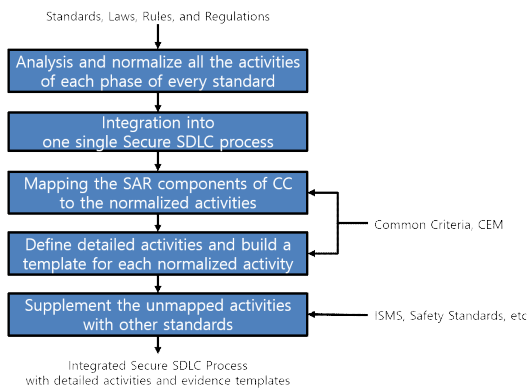 Standards, Laws, Rules, and Regulations
Analysis and normalize all the activities
of each phase of every standard
Integration into
one single Secure SDLC process
Mapping the SAR components of CC
to the normalized activities
Common Criteria, CEM
Define detailed activities and build a
template for each normalized activity
Supplement the unmapped activities
with other standards
ISMS, Safety Standards, etc
Integrated Secure SDLC Process
with detailed activities and evidence templates